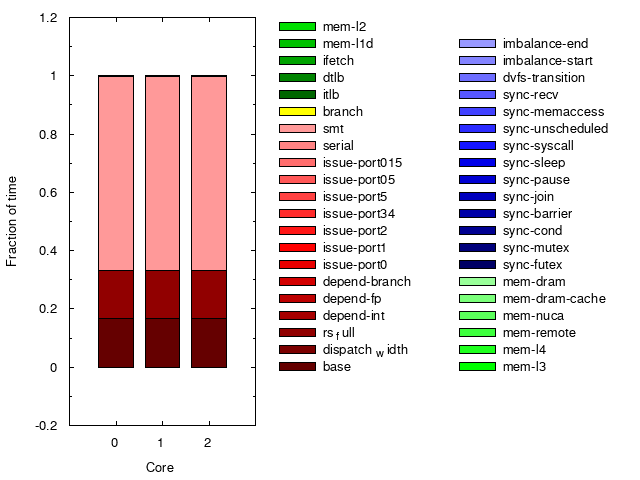 1.2
1
0.8
0.6
0.4
0.2
0
-0.2
Fraction of time
0 1 2
Core
mem-l2
mem-l1d
ifetch
dtlb
itlb
branch
smt
serial
issue-port015
issue-port05
issue-port5
issue-port34
issue-port2
issue-port1
issue-port0
depend-branch
depend-fp
depend-int
rsfull
dispatchwidth
base
imbalance-end
imbalance-start
dvfs-transition
sync-recv
sync-memaccess
sync-unscheduled
sync-syscall
sync-sleep
sync-pause
sync-join
sync-barrier
sync-cond
sync-mutex
sync-futex
mem-dram
mem-dram-cache
mem-nuca
mem-remote
mem-l4
mem-l3